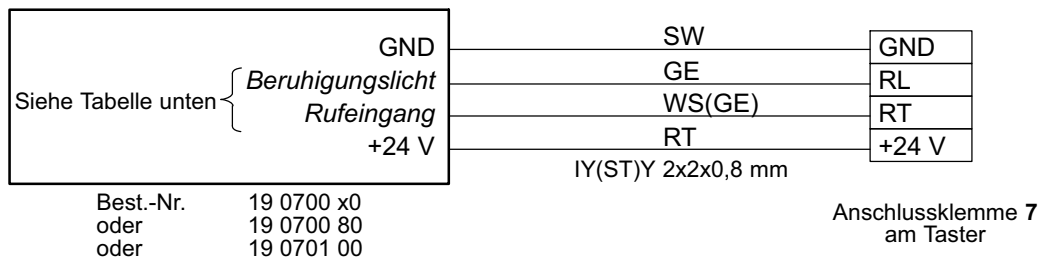 GND SW GND
Beruhigungslicht GE RL
Siehe Tabelle unten
Rufeingang WS(GE) RT
+24 V RT +24 V
IY(ST)Y 2x2x0,8 mm
Best.-Nr. 19 0700 x0
oder 19 0700 80
oder 19 0701 00
Anschlussklemme 7
am Taster